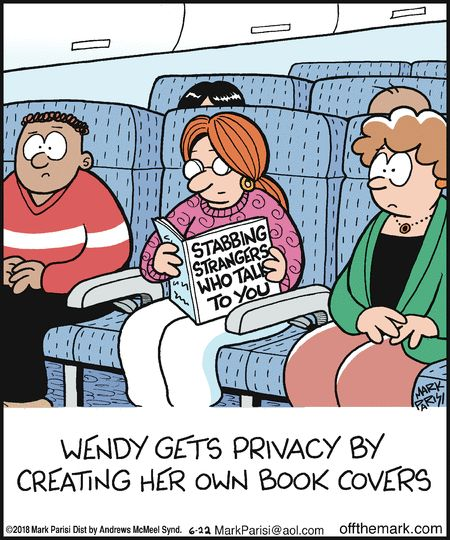 STABBING
STRANGERS
WHO TALK
TO YOU
MARK
PARISI
WENDY GETS PRIVACY BY
CREATING HER OWN BOOK COVERS
©2018 Mark Parisi Dist by Andrews McMeel Synd. 6-22 MarkParisi@aol.com offthemark.com